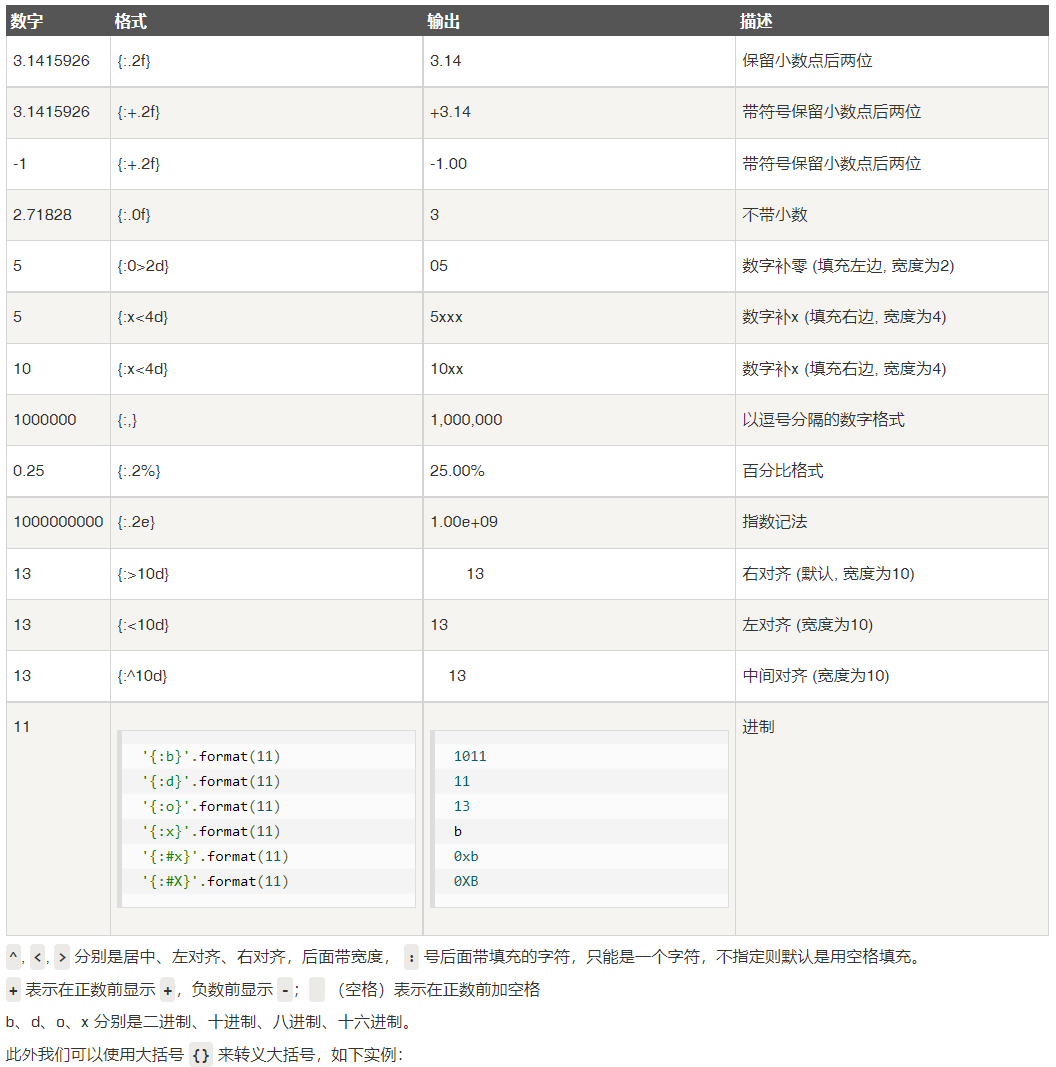 数字 格式 输出 描述
3.1415926 {:.2f} 3.14 保留小数点后两位
3.1415926 {:+.2f} +3.14 带符号保留小数点后两位
-1 {:+.2f} -1.00 带符号保留小数点后两位
2.71828 {:.0f} 3 不带小数
5 {:0>2d} 05 数字补零 (填充左边, 宽度为2)
5 {:x<4d} 5xxx 数字补x (填充右边, 宽度为4)
10 {:x<4d} 10xx 数字补x (填充右边, 宽度为4)
1000000 {:,} 1,000,000 以逗号分隔的数字格式
0.25 {:.2%} 25.00% 百分比格式
1000000000 {:.2e} 1.00e+09 指数记法
13 {:>10d} 13 右对齐 (默认, 宽度为10)
13 {:<10d} 13 左对齐 (宽度为10)
13 {:^10d} 13 中间对齐 (宽度为10)
11 进制
'{:b}'.format(11) 1011
'{:d}'.format(11) 11
'{:o}'.format(11) 13
'{:x}'.format(11) b
'{:#x}'.format(11) 0xb
'{:#X}'.format(11) 0XB
^, <, > 分别是居中、左对齐、右对齐，后面带宽度， : 号后面带填充的字符，只能是一个字符，不指定则默认是用空格填充。
+ 表示在正数前显示 +，负数前显示 -；  （空格）表示在正数前加空格
b、d、o、x 分别是二进制、十进制、八进制、十六进制。
此外我们可以使用大括号 {} 来转义大括号，如下实例：